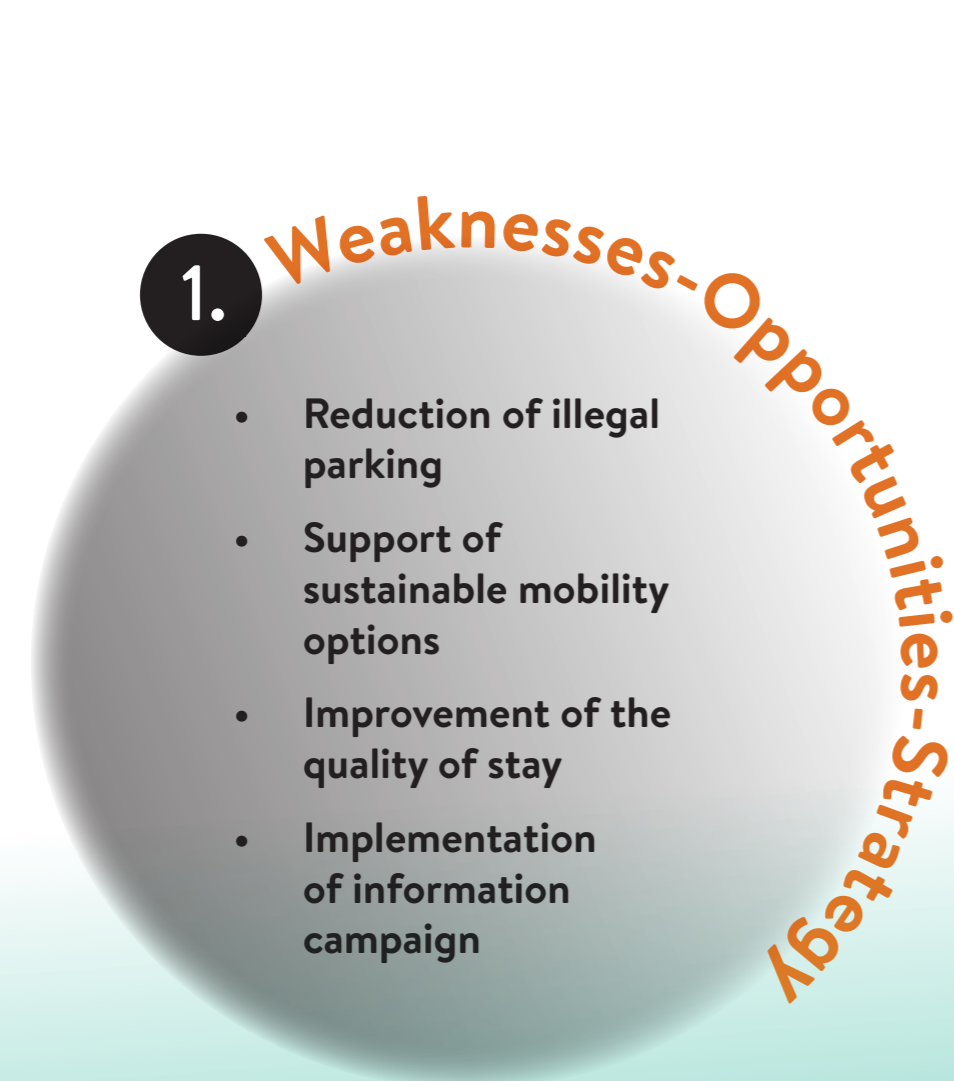 1.
Weaknesses-Opportunities-Strategy
• Reduction of illegal
parking
• Support of
sustainable mobility
options
• Improvement of the
quality of stay
• Implementation
of information
campaign